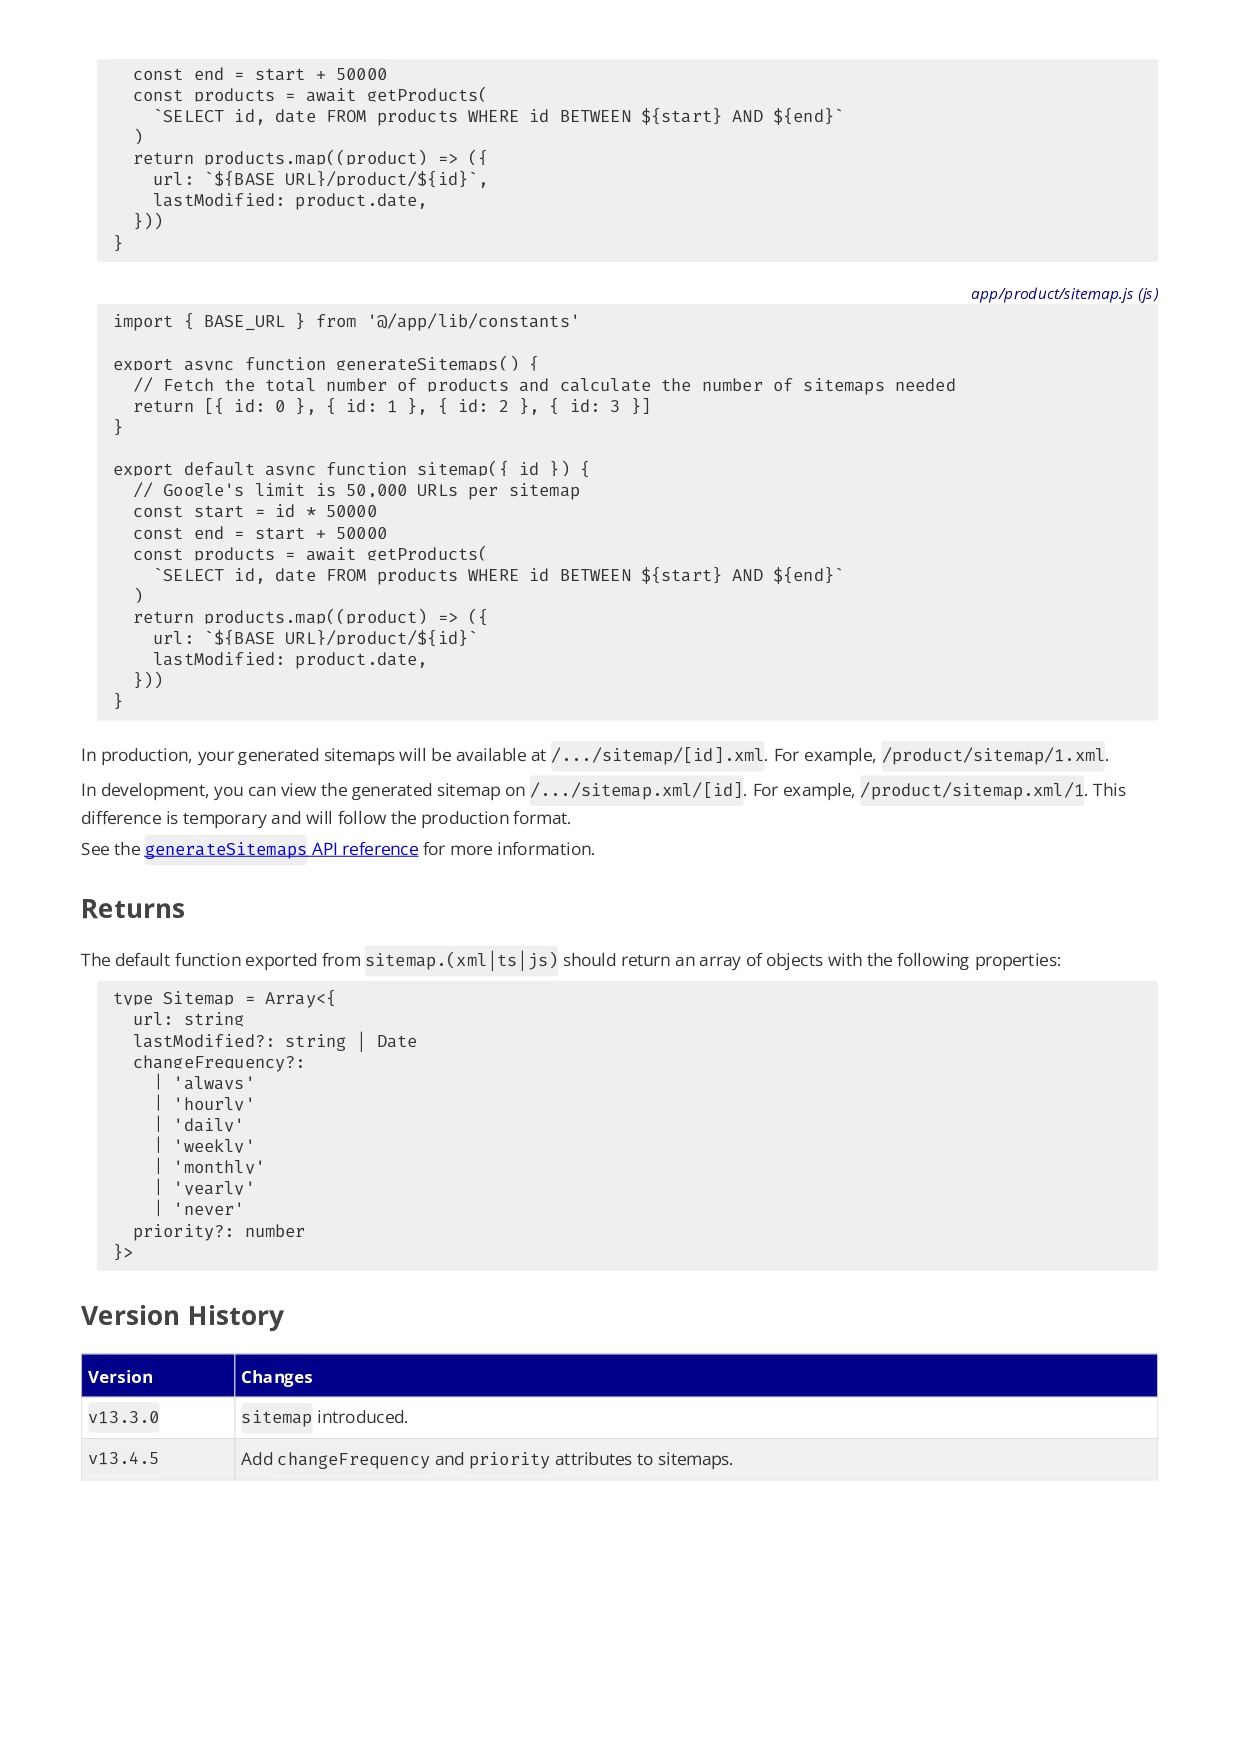 const end = start + 50000
  const products = await getProducts(
    `SELECT id, date FROM products WHERE id BETWEEN ${start} AND ${end}`
  )
  return products.map((product) => ({
    url: `${BASE_URL}/product/${id}`,
    lastModified: product.date,
  }))
}
app/product/sitemap.js (js)
import { BASE_URL } from '@/app/lib/constants'
export async function generateSitemaps() {
  // Fetch the total number of products and calculate the number of sitemaps needed
  return [{ id: 0 }, { id: 1 }, { id: 2 }, { id: 3 }]
}
export default async function sitemap({ id }) {
  // Google's limit is 50,000 URLs per sitemap
  const start = id * 50000
  const end = start + 50000
  const products = await getProducts(
    `SELECT id, date FROM products WHERE id BETWEEN ${start} AND ${end}`
  )
  return products.map((product) => ({
    url: `${BASE_URL}/product/${id}`
    lastModified: product.date,
  }))
}
In production, your generated sitemaps will be available at /.../sitemap/[id].xml. For example, /product/sitemap/1.xml.
In development, you can view the generated sitemap on /.../sitemap.xml/[id]. For example, /product/sitemap.xml/1. This
difference is temporary and will follow the production format.
See the generateSitemaps API reference for more information.
Returns
The default function exported from sitemap.(xml|ts|js) should return an array of objects with the following properties:
type Sitemap = Array<{
  url: string
  lastModified?: string | Date
  changeFrequency?:
    | 'always'
    | 'hourly'
    | 'daily'
    | 'weekly'
    | 'monthly'
    | 'yearly'
    | 'never'
  priority?: number
}>
Version History
Version Changes
v13.3.0 sitemap introduced.
v13.4.5 Add changeFrequency and priority attributes to sitemaps.